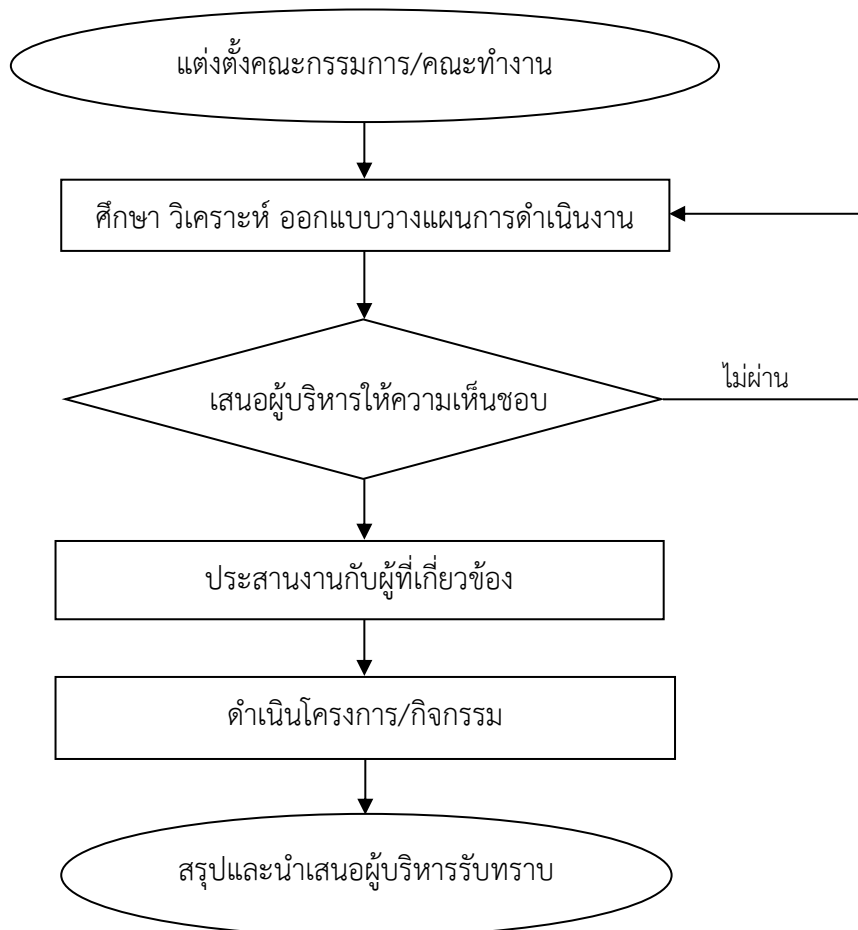 แต่งตั้งคณะกรรมการ/คณะทำงาน
ศึกษา วิเคราะห์ ออกแบบวางแผนการดำเนินงาน
เสนอผู้บริหารให้ความเห็นชอบ
ไม่ผ่าน
ประสานงานกับผู้ที่เกี่ยวข้อง
ดำเนินโครงการ/กิจกรรม
สรุปและนำเสนอผู้บริหารรับทราบ